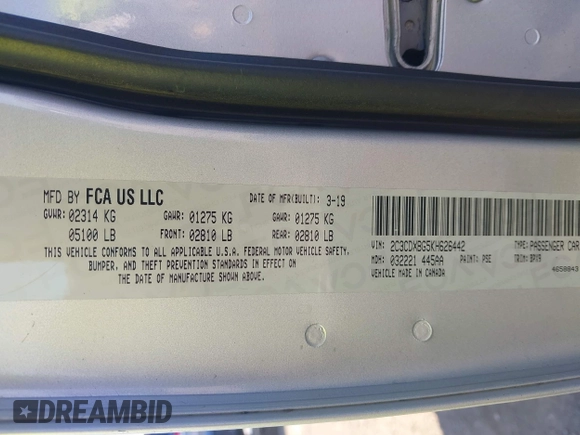 MFD BY FCA US LLC
DATE OF MFR(BUILT): 3-19
GVWR: 02314 KG GAWR: 01275 KG GAWR: 01275 KG
05100 LB FRONT: 02810 LB REAR: 02810 LB
THIS VEHICLE CONFORMS TO ALL APPLICABLE U.S.A. FEDERAL MOTOR VEHICLE SAFETY,
BUMPER, AND THEFT PREVENTION STANDARDS IN EFFECT ON
THE DATE OF MANUFACTURE SHOWN ABOVE.
VIN: 2C3CDXBG5KH626442 TYPE: PASSENGER CAR
MDH: 032221 445AA PAINT: PSE TRIM: BPX9
VEHICLE MADE IN CANADA 4658043
DREAMBID